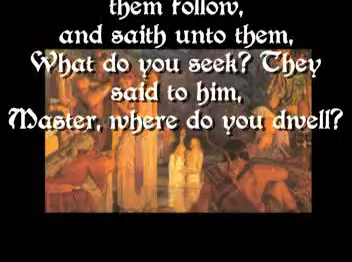 them follow,
and saith unto them,
What do you seek? They
said to him,
Master, where do you dwell?